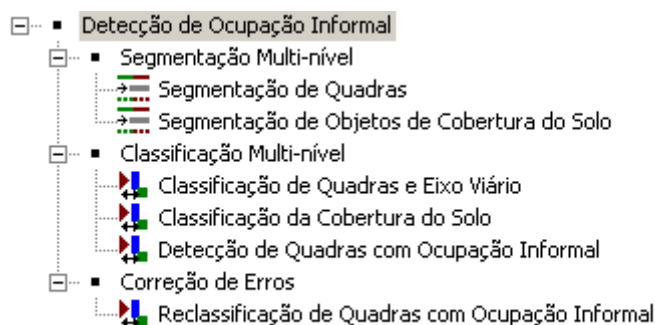 Detecção de Ocupação Informal
Segmentação Multi-nível
Segmentação de Quadras
Segmentação de Objetos de Cobertura do Solo
Classificação Multi-nível
Classificação de Quadras e Eixo Viário
Classificação da Cobertura do Solo
Detecção de Quadras com Ocupação Informal
Correção de Erros
Reclassificação de Quadras com Ocupação Informal